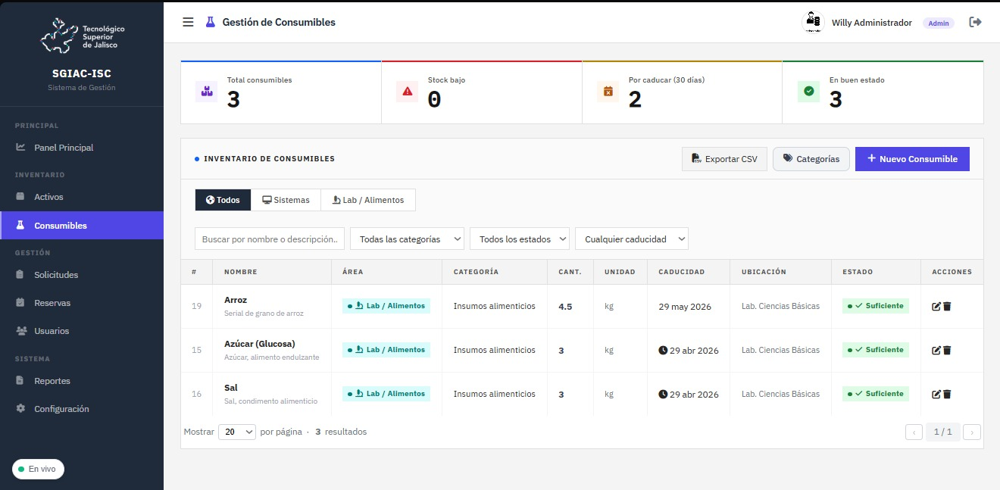 Tecnológico
Superior
de Jalisco
SGIAC-ISC
Sistema de Gestión
PRINCIPAL
Panel Principal
INVENTARIO
Activos
Consumibles
GESTIÓN
Solicitudes
Reservas
Usuarios
SISTEMA
Reportes
Configuración
En vivo
Gestión de Consumibles
Willy Administrador Admin
Total consumibles
3
Stock bajo
0
Por caducar (30 días)
2
En buen estado
3
INVENTARIO DE CONSUMIBLES
Exportar CSV Categorías + Nuevo Consumible
Todos Sistemas Lab / Alimentos
Buscar por nombre o descripción.. Todas las categorías Todos los estados Cualquier caducidad
# NOMBRE ÁREA CATEGORÍA CANT. UNIDAD CADUCIDAD UBICACIÓN ESTADO ACCIONES
19 Arroz Lab / Alimentos Insumos alimenticios 4.5 kg 29 may 2026 Lab. Ciencias Básicas Suficiente
Serial de grano de arroz
15 Azúcar (Glucosa) Lab / Alimentos Insumos alimenticios 3 kg 29 abr 2026 Lab. Ciencias Básicas Suficiente
Azúcar, alimento endulzante
16 Sal Lab / Alimentos Insumos alimenticios 3 kg 29 abr 2026 Lab. Ciencias Básicas Suficiente
Sal, condimento alimenticio
Mostrar 20 por página · 3 resultados ‹ 1 / 1 ›